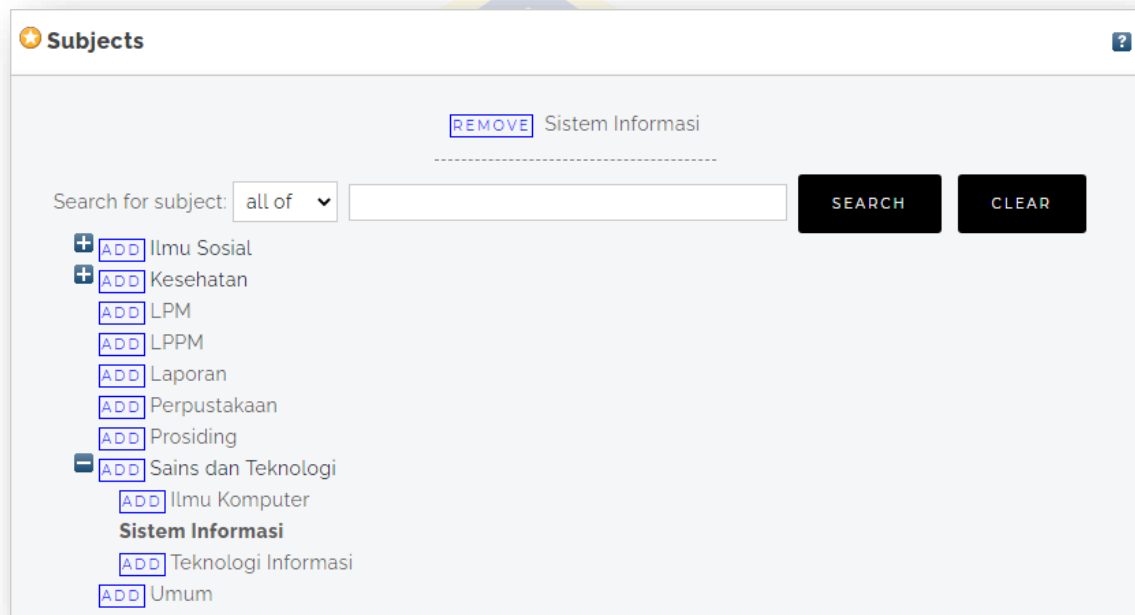 Subjects
?
REMOVE Sistem Informasi
Search for subject: all of SEARCH CLEAR
ADD Ilmu Sosial
ADD Kesehatan
ADD LPM
ADD LPPM
ADD Laporan
ADD Perpustakaan
ADD Prosiding
ADD Sains dan Teknologi
ADD Ilmu Komputer
Sistem Informasi
ADD Teknologi Informasi
ADD Umum